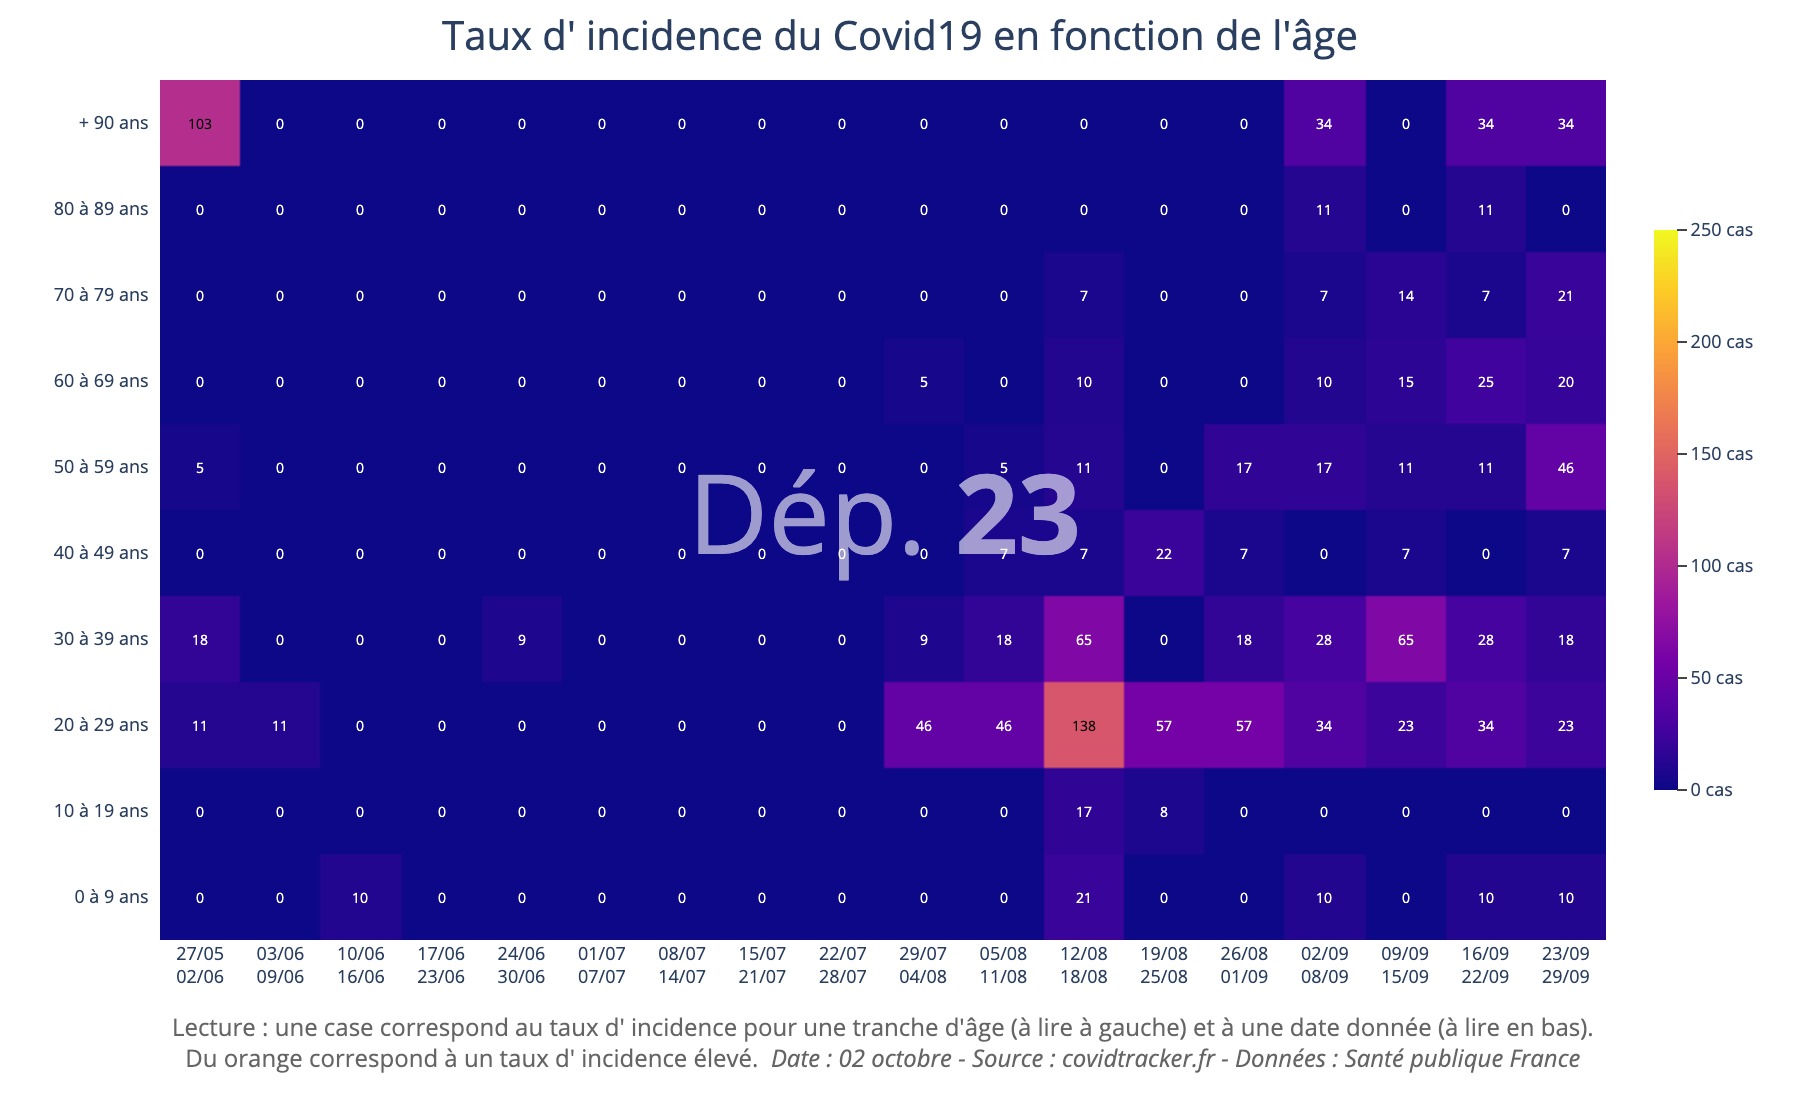 Taux d' incidence du Covid19 en fonction de l'âge
+ 90 ans 103 0 0 0 0 0 0 0 0 0 0 0 0 0 34 0 34 34
80 à 89 ans 0 0 0 0 0 0 0 0 0 0 0 0 0 0 11 0 11 0
250 cas
70 à 79 ans 0 0 0 0 0 0 0 0 0 0 0 7 0 0 7 14 7 21
200 cas
60 à 69 ans 0 0 0 0 0 0 0 0 0 5 0 10 0 0 10 15 25 20
150 cas
50 à 59 ans 5 0 0 0 0 0 0 0 0 0 5 11 0 17 17 11 11 46
Dép. 23
40 à 49 ans 0 0 0 0 0 0 0 0 0 0 7 7 22 7 0 7 0 7
100 cas
30 à 39 ans 18 0 0 0 9 0 0 0 0 9 18 65 0 18 28 65 28 18
50 cas
20 à 29 ans 11 11 0 0 0 0 0 0 0 46 46 138 57 57 34 23 34 23
0 cas
10 à 19 ans 0 0 0 0 0 0 0 0 0 0 0 17 8 0 0 0 0 0
0 à 9 ans 0 0 10 0 0 0 0 0 0 0 0 21 0 0 10 0 10 10
27/05 03/06 10/06 17/06 24/06 01/07 08/07 15/07 22/07 29/07 05/08 12/08 19/08 26/08 02/09 09/09 16/09 23/09
02/06 09/06 16/06 23/06 30/06 07/07 14/07 21/07 28/07 04/08 11/08 18/08 25/08 01/09 08/09 15/09 22/09 29/09
Lecture : une case correspond au taux d' incidence pour une tranche d'âge (à lire à gauche) et à une date donnée (à lire en bas).
Du orange correspond à un taux d' incidence élevé. Date : 02 octobre - Source : covidtracker.fr - Données : Santé publique France